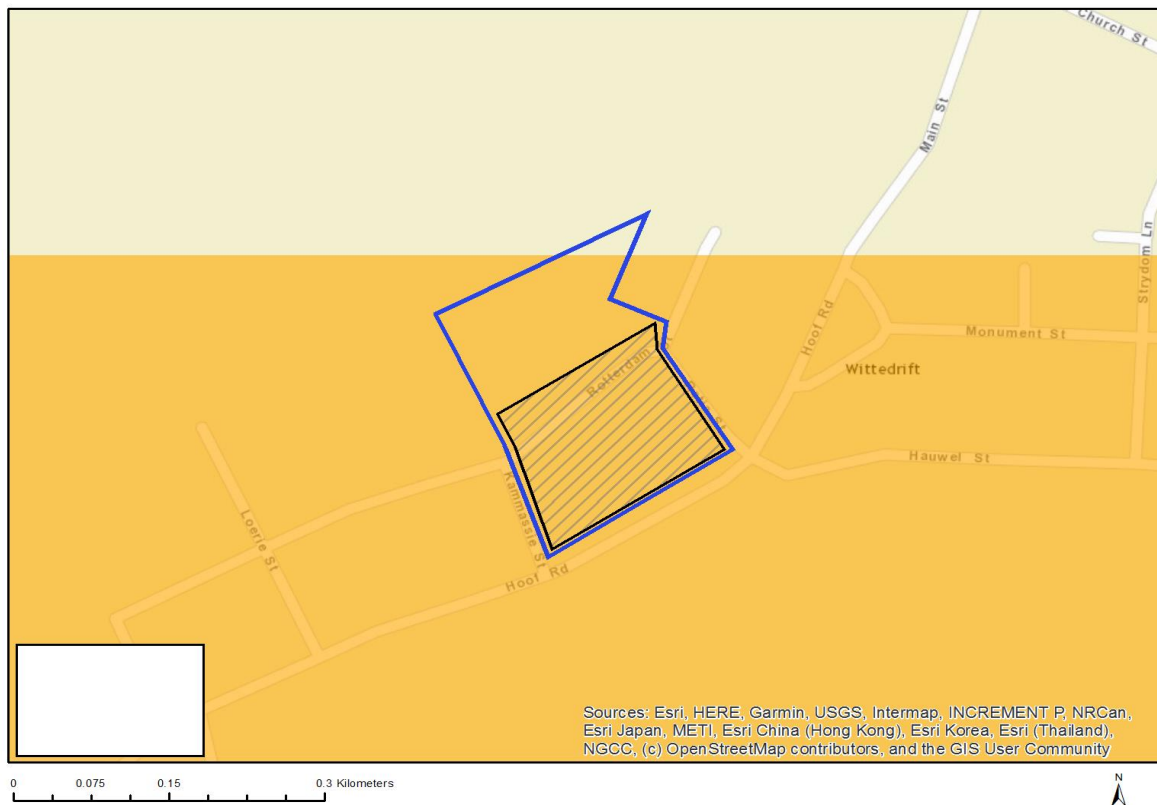 Church St
Main St
Strydom Ln
Hoof Rd
Monument St
Wittedrift
Rollerdam
Hauwel St
Kammassie St
Loerie St
Hoof Rd
Sources: Esri, HERE, Garmin, USGS, Intermap, INCREMENT P, NRCan,
Esri Japan, METI, Esri China (Hong Kong), Esri Korea, Esri (Thailand),
NGCC, (c) OpenStreetMap contributors, and the GIS User Community
0 0.075 0.15 0.3 Kilometers
N